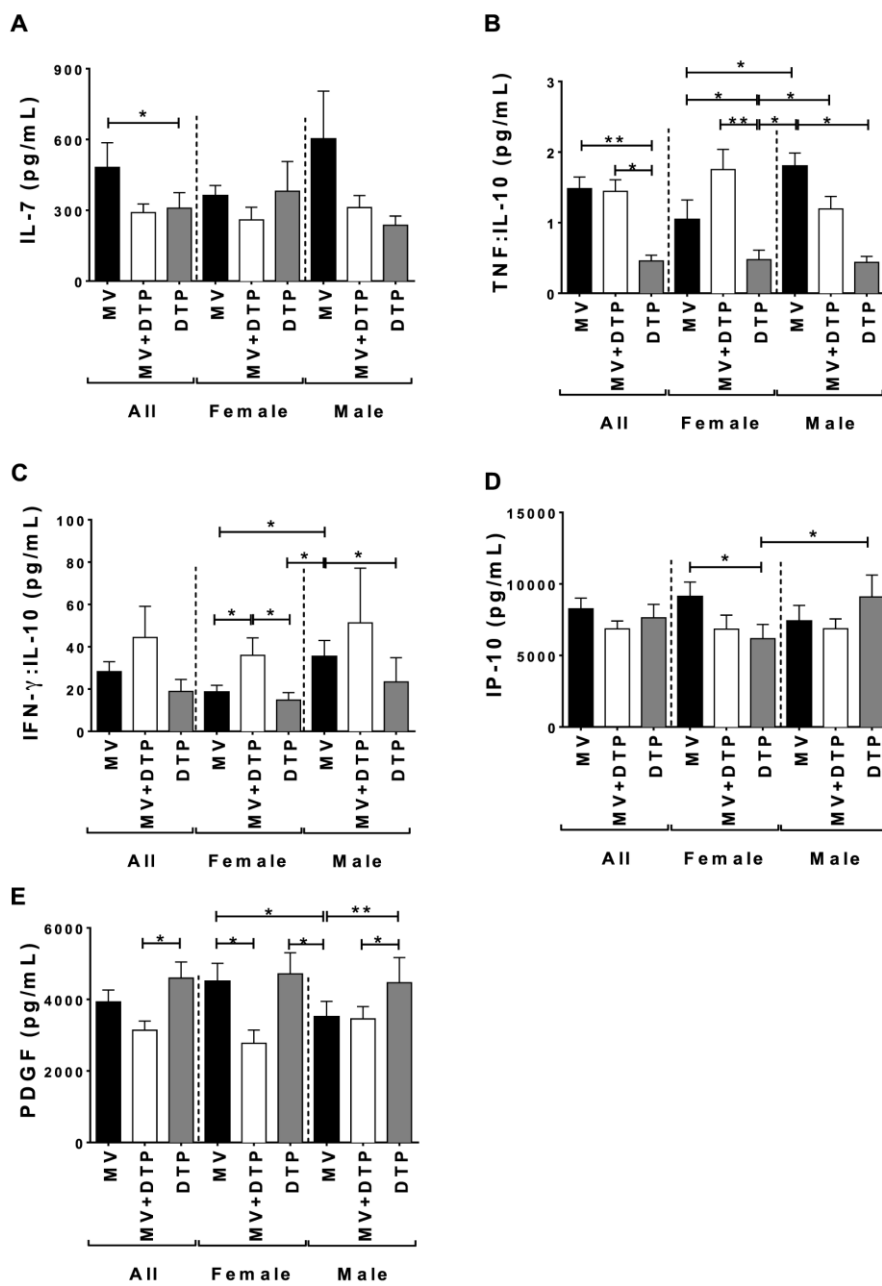 A
IL-7 (pg/mL)
900
600
300
0
*
MV
MV+DTP
DTP
MV
MV+DTP
DTP
MV
MV+DTP
DTP
All Female Male
B
TNF:IL-10 (pg/mL)
3
2
1
0
*
* *
** * *
**
*
MV
MV+DTP
DTP
MV
MV+DTP
DTP
MV
MV+DTP
DTP
All Female Male
C
IFN-γ:IL-10 (pg/mL)
100
80
60
40
20
0
*
* *
* *
MV
MV+DTP
DTP
MV
MV+DTP
DTP
MV
MV+DTP
DTP
All Female Male
D
IP-10 (pg/mL)
15000
10000
5000
0
*
*
MV
MV+DTP
DTP
MV
MV+DTP
DTP
MV
MV+DTP
DTP
All Female Male
E
PDGF (pg/mL)
6000
4000
2000
0
* **
* * * *
MV
MV+DTP
DTP
MV
MV+DTP
DTP
MV
MV+DTP
DTP
All Female Male